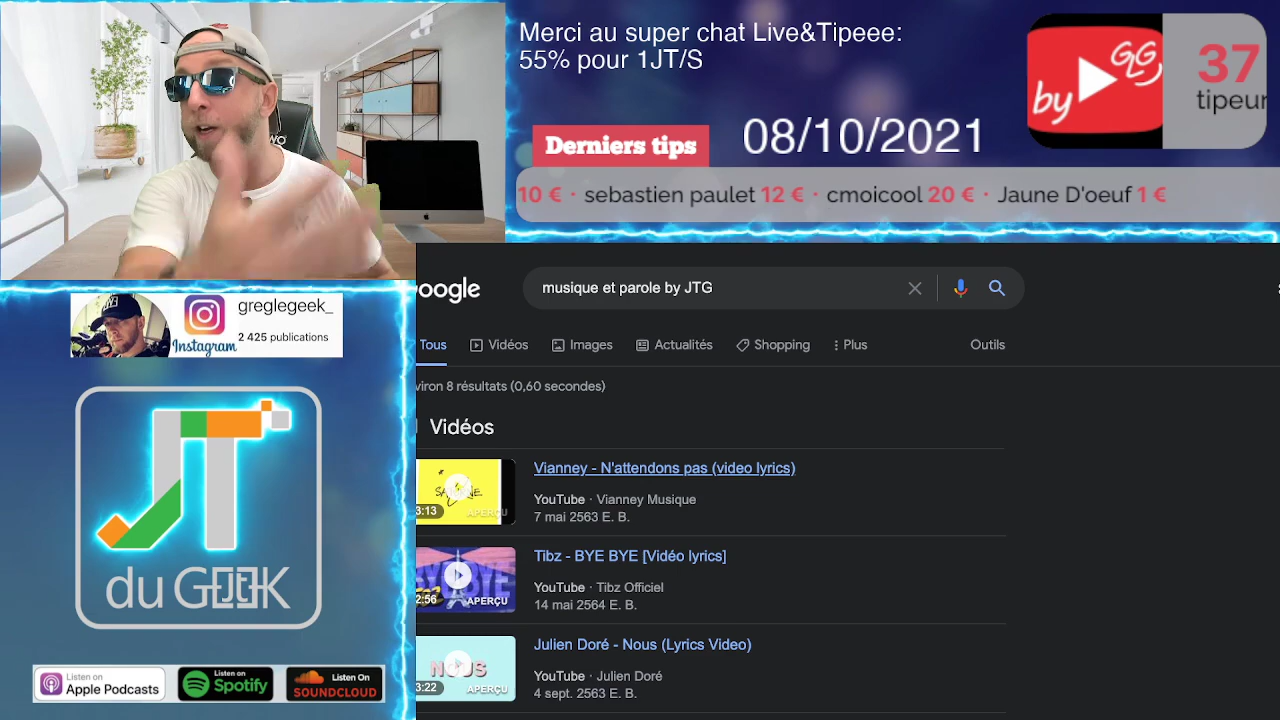 Merci au super chat Live&Tipeee:
55% pour 1JT/S
by GLG
37
tipeur
Derniers tips
08/10/2021
10 € · sebastien paulet 12 € · cmoicool 20 € · Jaune D'oeuf 1 €
greglegeek_
2 425 publications
Instagram
JT
du GEEK
Listen on
Apple Podcasts
Listen on
Spotify
Listen On
SOUNDCLOUD
oogle
musique et parole by JTG
Tous
Vidéos
Images
Actualités
Shopping
Plus
Outils
viron 8 résultats (0,60 secondes)
Vidéos
3:13
APERÇU
Vianney - N'attendons pas (video lyrics)
YouTube · Vianney Musique
7 mai 2563 E. B.
BYE BYE
2:56
APERÇU
Tibz - BYE BYE [Vidéo lyrics]
YouTube · Tibz Officiel
14 mai 2564 E. B.
NOUS
3:22
APERÇU
Julien Doré - Nous (Lyrics Video)
YouTube · Julien Doré
4 sept. 2563 E. B.